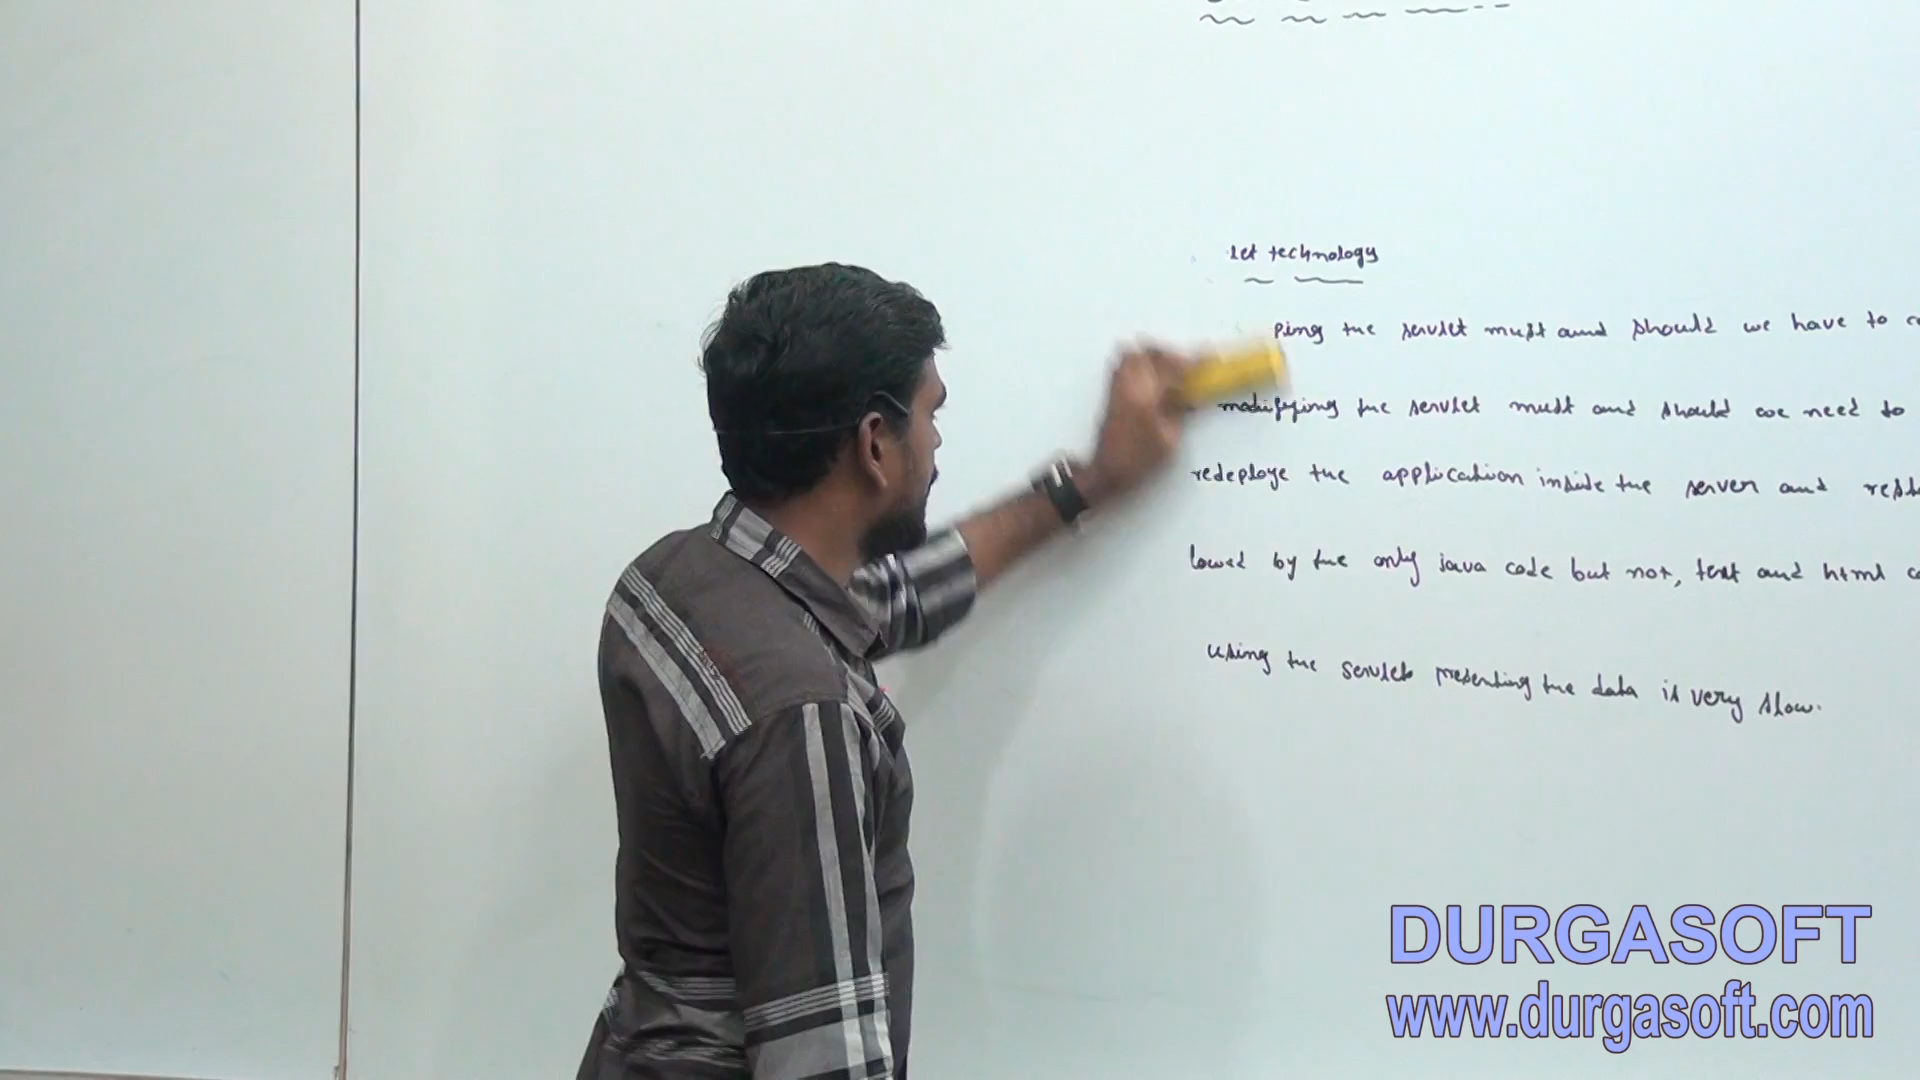 let technology
ping the servlet must and should we have to
modifying the servlet must and should we need to
redeploye the application inside the server and
lowed by the only java code but not, text and html
using the servlets presenting the data is very slow.
DURGASOFT
www.durgasoft.com